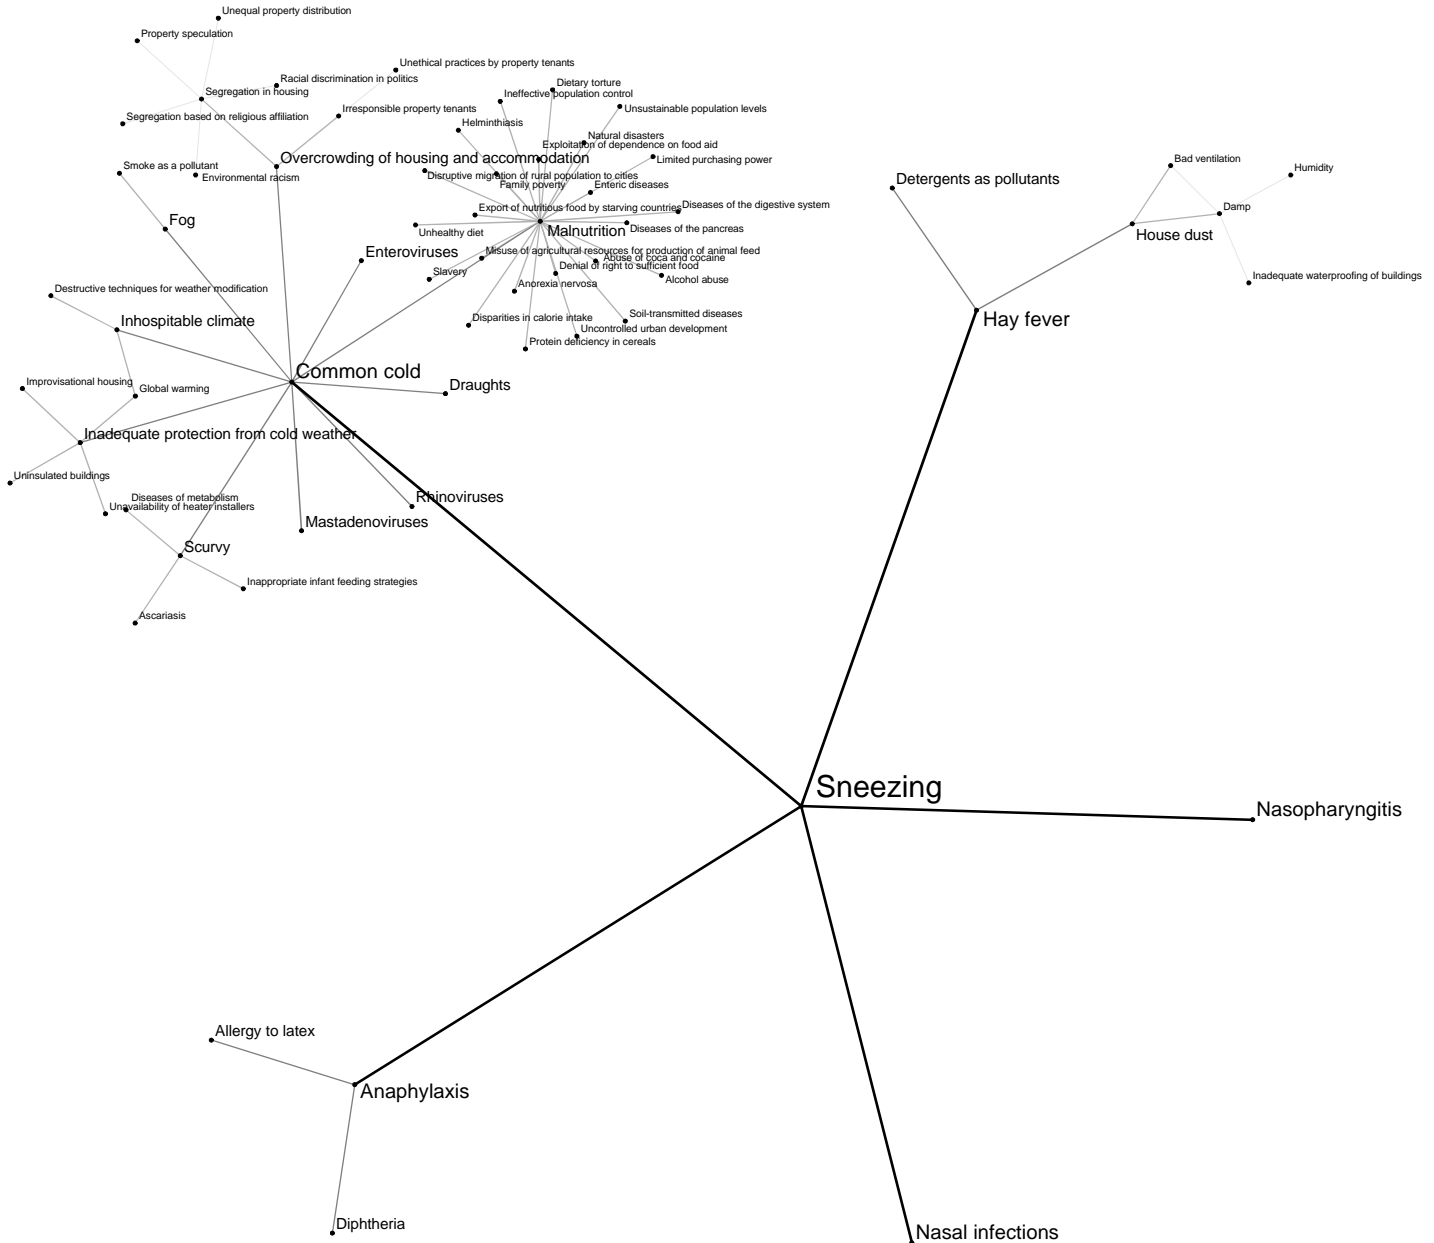 Unequal property distribution
Property speculation
Unethical practices by property tenants
Racial discrimination in politics
Dietary torture
Segregation in housing
Ineffective population control
Irresponsible property tenants
Unsustainable population levels
Segregation based on religious affiliation
Helminthiasis
Natural disasters
Exploitation of dependence on food aid
Overcrowding of housing and accommodation
Limited purchasing power
Bad ventilation
Smoke as a pollutant
Humidity
Environmental racism
Disruptive migration of rural population to cities
Detergents as pollutants
Family poverty
Enteric diseases
Diseases of the digestive system
Export of nutritious food by starving countries
Damp
Fog
Unhealthy diet
Malnutrition
Diseases of the pancreas
House dust
Enteroviruses
Misuse of agricultural resources for production of animal feed
Abuse of coca and cocaine
Denial of right to sufficient food
Slavery
Alcohol abuse
Inadequate waterproofing of buildings
Anorexia nervosa
Destructive techniques for weather modification
Inhospitable climate
Disparities in calorie intake
Soil-transmitted diseases
Hay fever
Uncontrolled urban development
Protein deficiency in cereals
Common cold
Improvisational housing
Global warming
Draughts
Inadequate protection from cold weather
Uninsulated buildings
Diseases of metabolism
Unavailability of heater installers
Rhinoviruses
Mastadenoviruses
Scurvy
Inappropriate infant feeding strategies
Ascariasis
Sneezing
Nasopharyngitis
Allergy to latex
Anaphylaxis
Diphtheria
Nasal infections